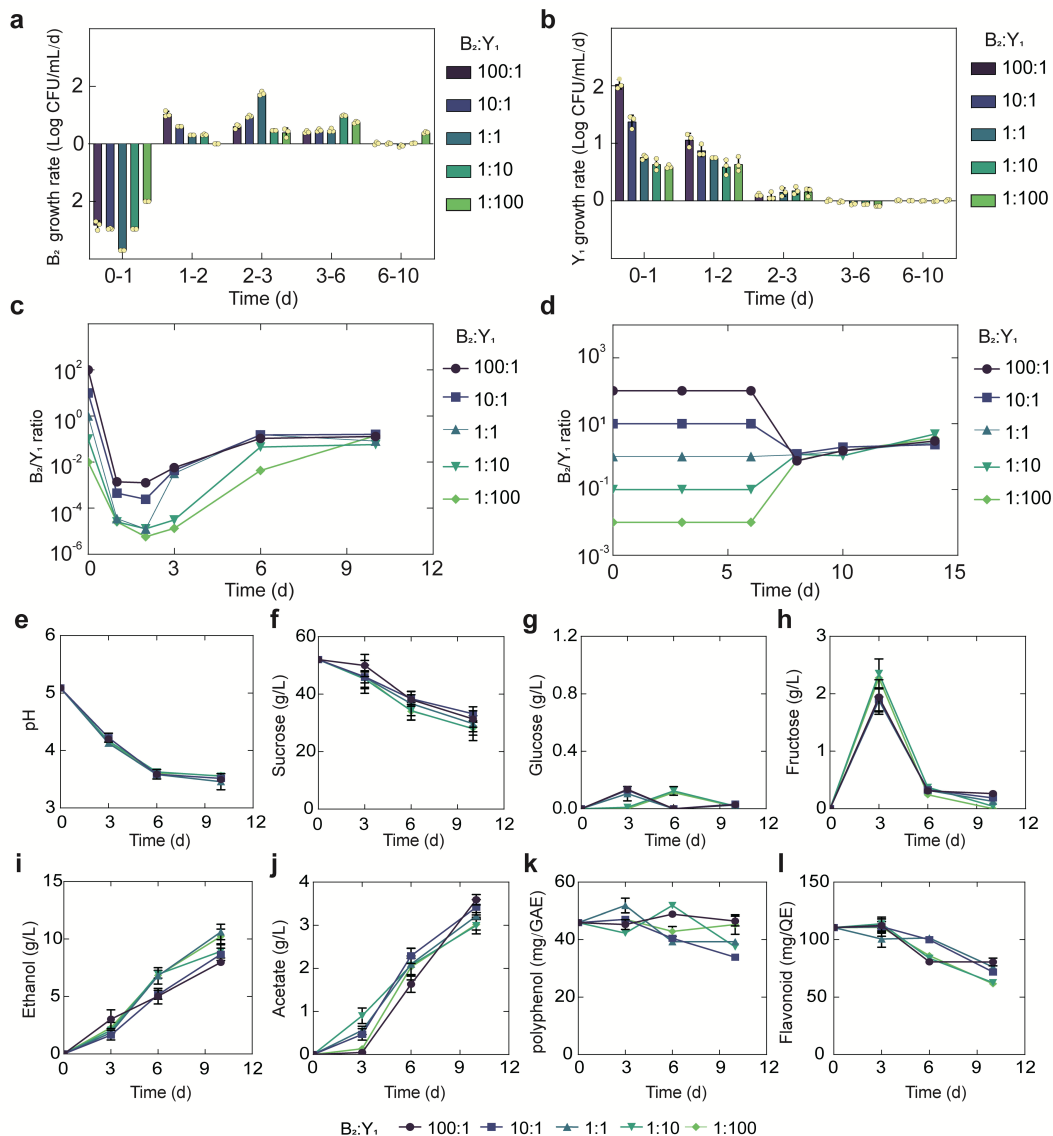 a
B₂ growth rate (Log CFU/mL/d)
2
0
2
0-1 1-2 2-3 3-6 6-10
Time (d)
B₂:Y₁
100:1
10:1
1:1
1:10
1:100
b
Y₁ growth rate (Log CFU/mL/d)
2
1
0
0-1 1-2 2-3 3-6 6-10
Time (d)
B₂:Y₁
100:1
10:1
1:1
1:10
1:100
c
B₂/Y₁ ratio
10²
10⁰
10⁻²
10⁻⁴
10⁻⁶
0 3 6 9 12
Time (d)
B₂:Y₁
100:1
10:1
1:1
1:10
1:100
d
B₂/Y₁ ratio
10³
10¹
10⁻¹
10⁻³
0 5 10 15
Time (d)
B₂:Y₁
100:1
10:1
1:1
1:10
1:100
e
pH
6
5
4
3
0 3 6 9 12
Time (d)
f
Sucrose (g/L)
60
40
20
0
0 3 6 9 12
Time (d)
g
Glucose (g/L)
1.2
0.8
0.4
0.0
0 3 6 9 12
Time (d)
h
Fructose (g/L)
3
2
1
0
0 3 6 9 12
Time (d)
i
Ethanol (g/L)
15
10
5
0
0 3 6 9 12
Time (d)
j
Acetate (g/L)
4
3
2
1
0
0 3 6 9 12
Time (d)
k
polyphenol (mg/GAE)
60
40
20
0
0 3 6 9 12
Time (d)
l
Flavonoid (mg/QE)
150
100
50
0
0 3 6 9 12
Time (d)
B₂:Y₁ 100:1 10:1 1:1 1:10 1:100